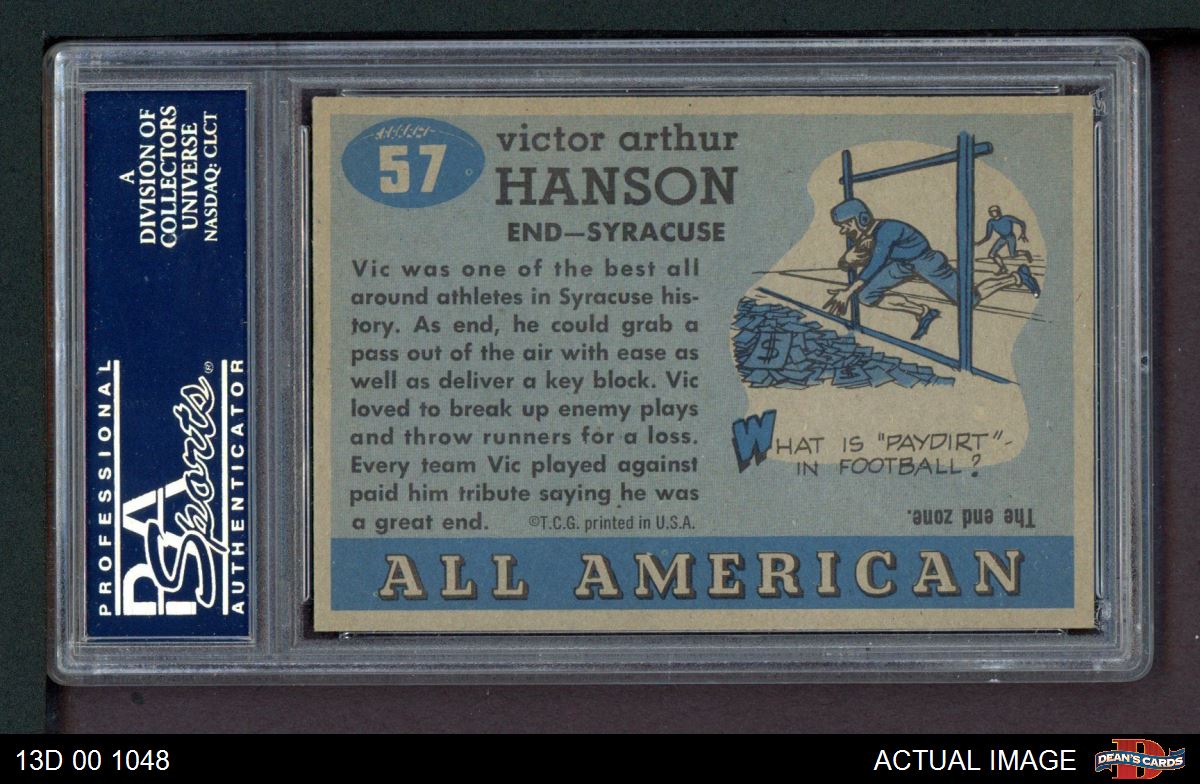 A
DIVISION OF
COLLECTORS
UNIVERSE
NASDAQ: CLCT
PROFESSIONAL
PSA
Sports®
AUTHENTICATOR
57
victor arthur
HANSON
END—SYRACUSE
Vic was one of the best all
around athletes in Syracuse his-
tory. As end, he could grab a
pass out of the air with ease as
well as deliver a key block. Vic
loved to break up enemy plays
and throw runners for a loss.
Every team Vic played against
paid him tribute saying he was
a great end. ©T.C.G. printed in U.S.A.
$
WHAT IS "PAYDIRT"-
IN FOOTBALL?
The end zone.
ALL AMERICAN
13D 00 1048
ACTUAL IMAGE
D
DEAN'S CARDS